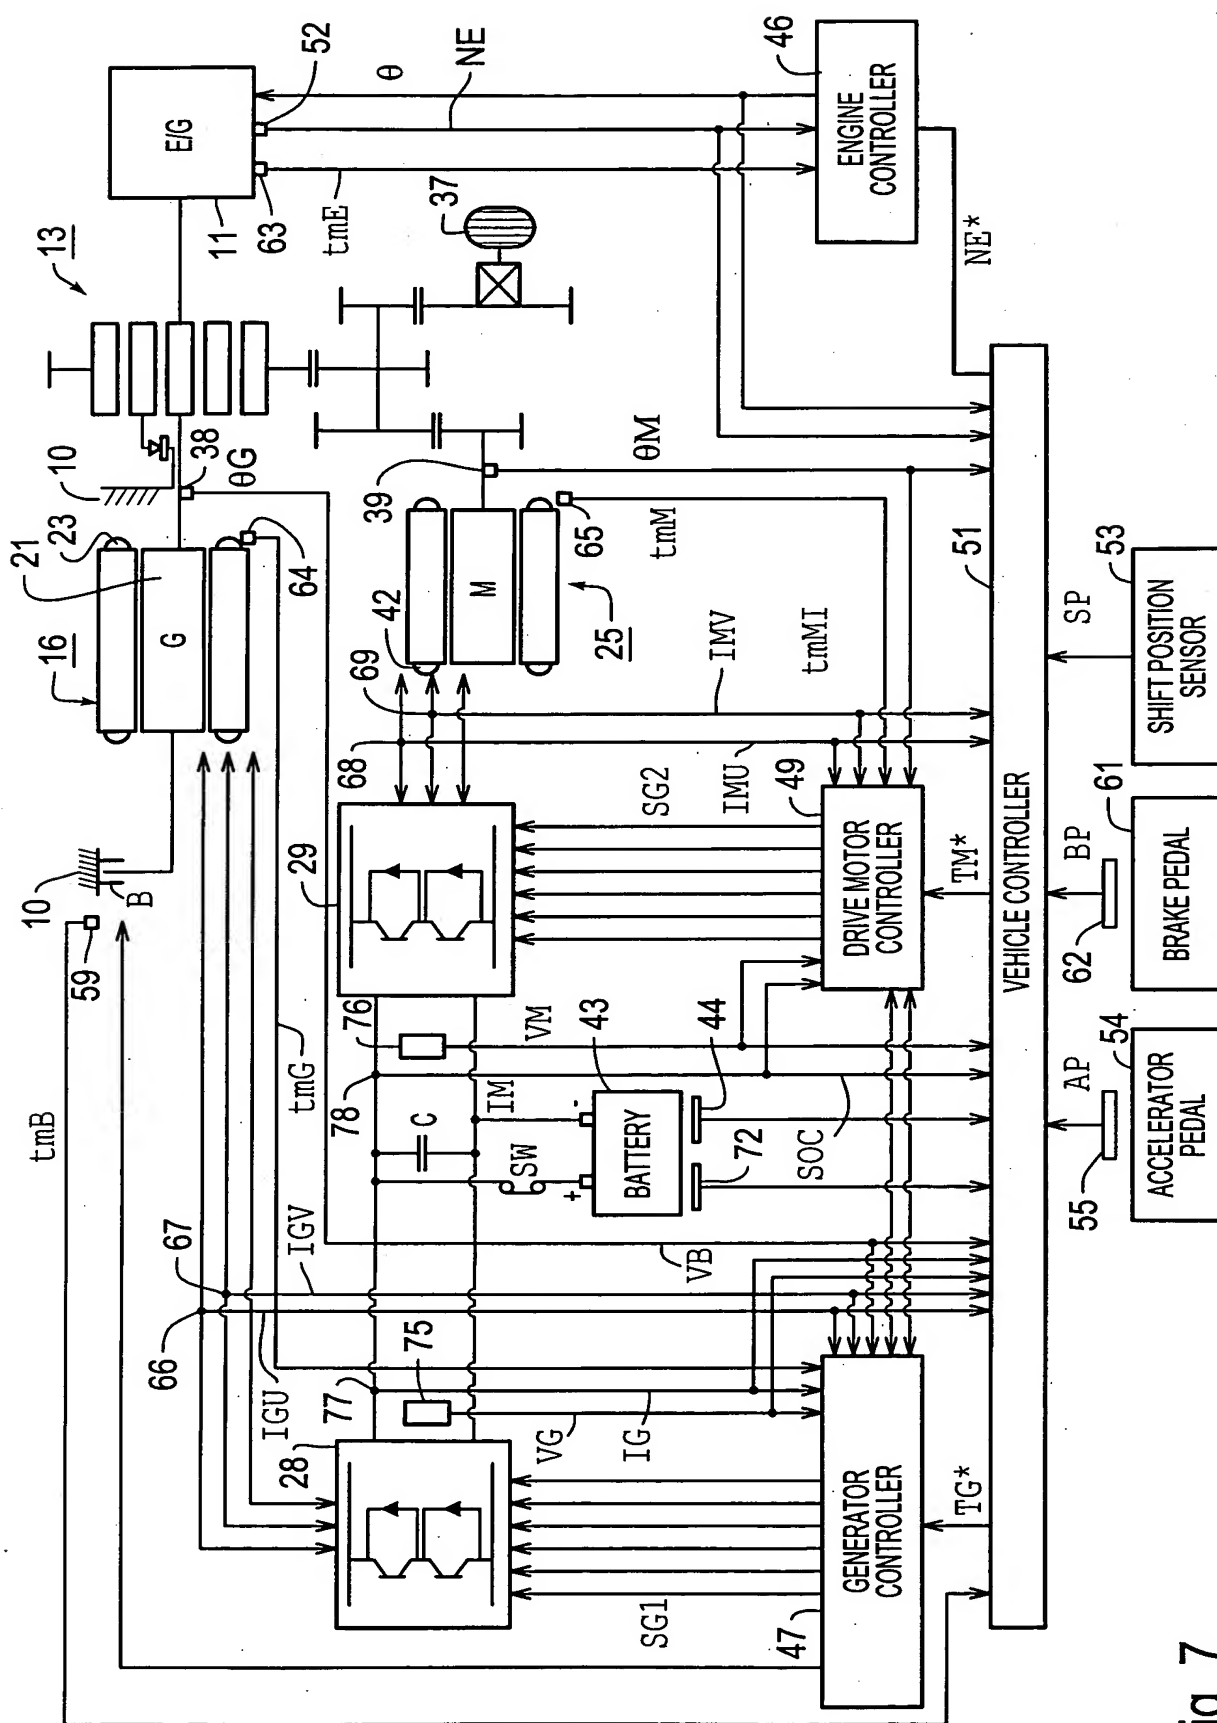 tmB
59
10
B
16
21
23
G
10
38
θG
64
13
11
E/G
63
tmE
52
θ
NE
37
66
67
IGU
IGV
tmG
68
69
42
39
M
25
65
tmM
θM
IMV
IMU
tmMI
28
77
75
VG
IG
78
C
76
VM
IM
SW
+
-
BATTERY
43
72
44
SOC
VB
29
SG1
SG2
47
GENERATOR
CONTROLLER
49
DRIVE MOTOR
CONTROLLER
46
ENGINE
CONTROLLER
TG*
TM*
NE*
51
VEHICLE CONTROLLER
AP
55
54
ACCELERATOR
PEDAL
BP
62
61
BRAKE PEDAL
SP
53
SHIFT POSITION
SENSOR